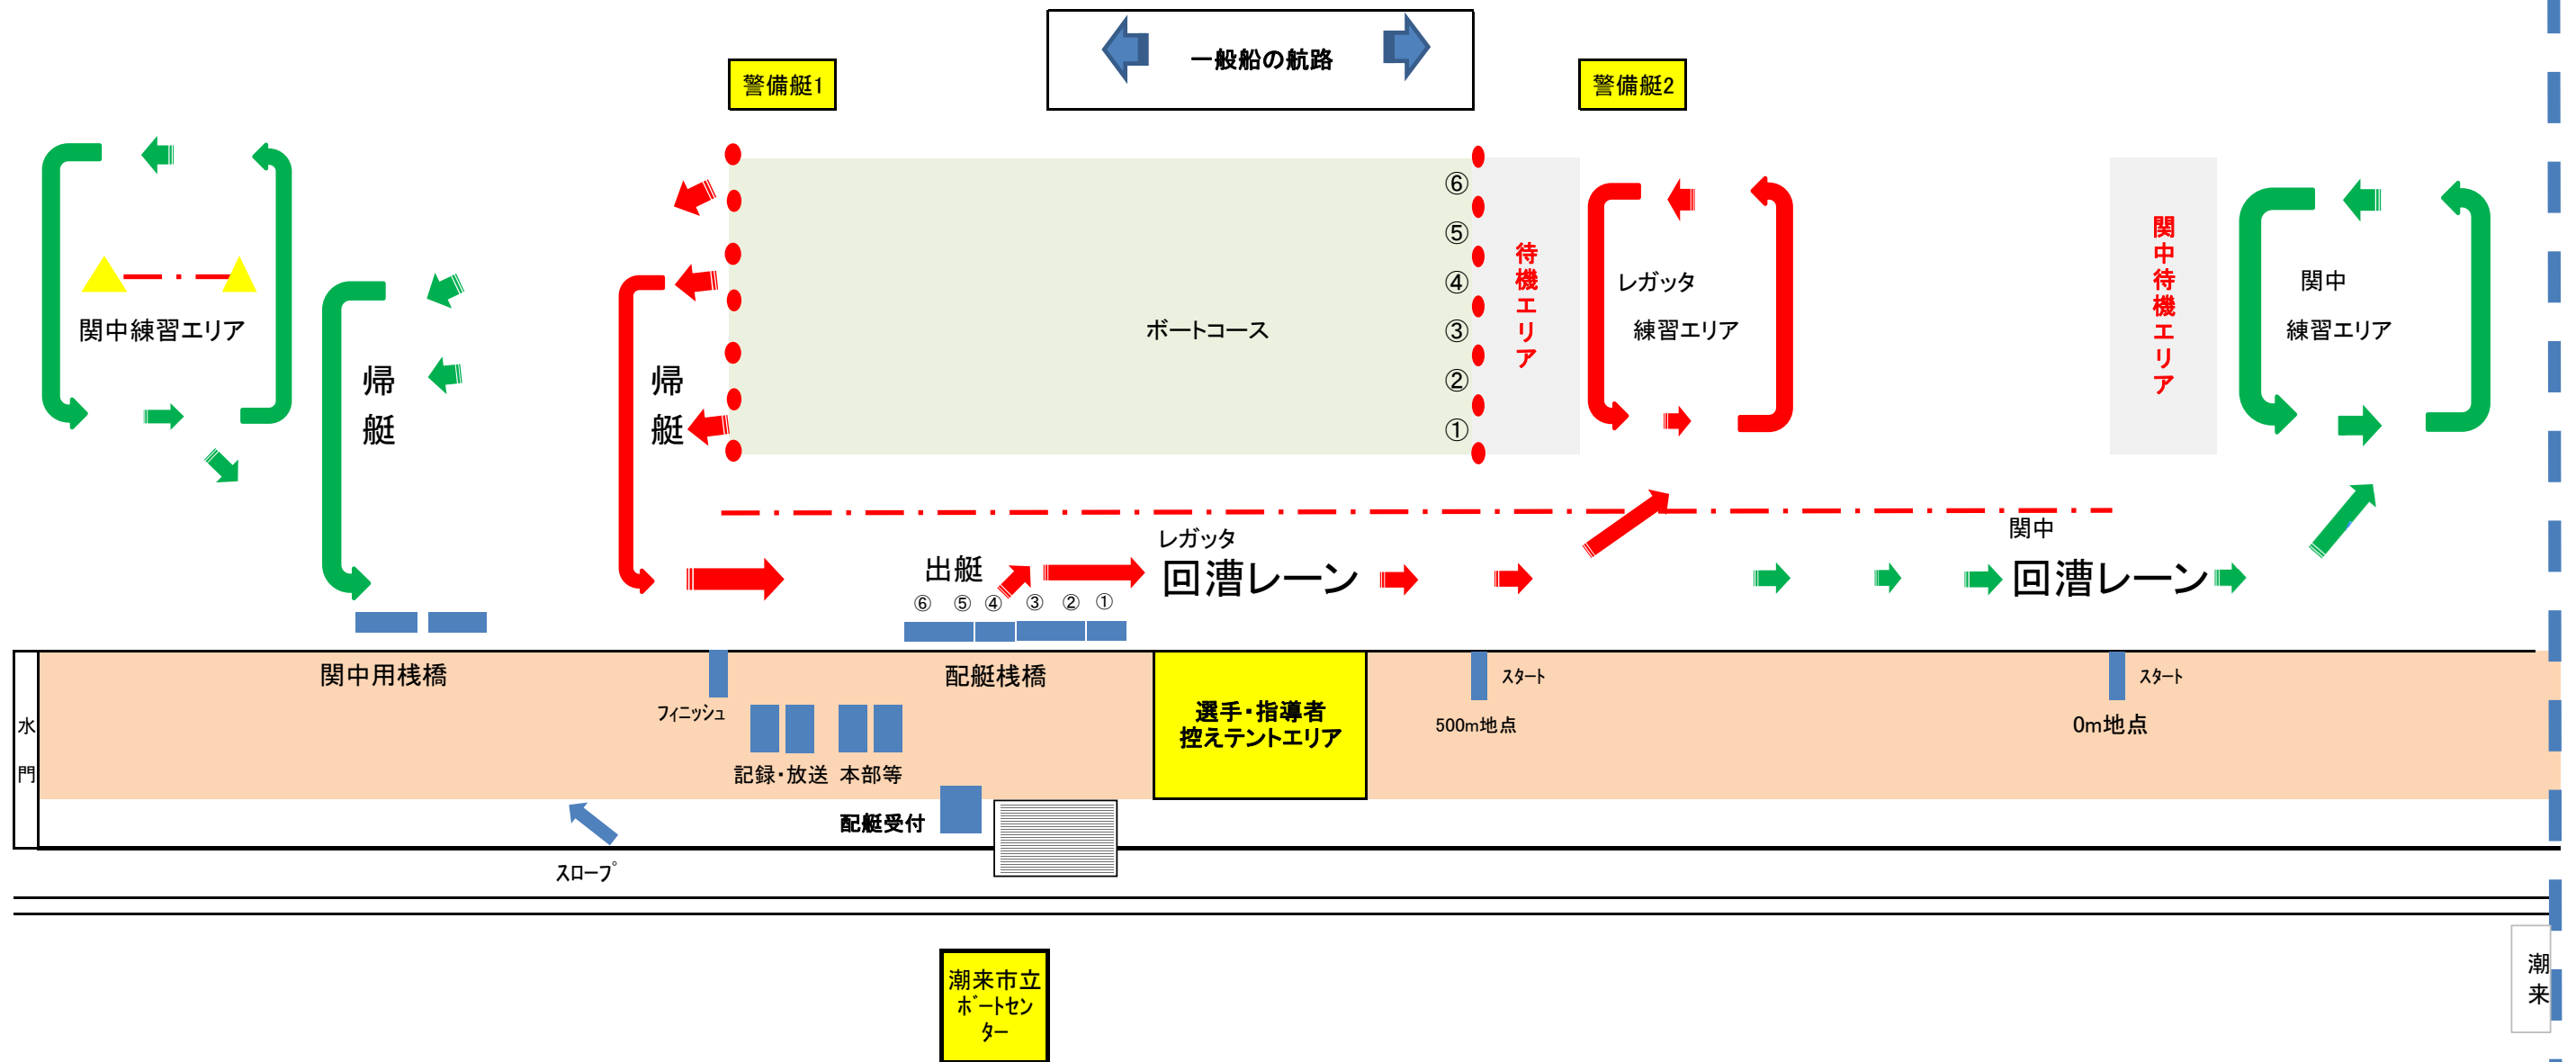 一般船の航路
警備艇1
警備艇2
⑥
⑤
④
③
②
①
待機エリア
関中待機エリア
レガッタ
練習エリア
関中
練習エリア
関中練習エリア
ボートコース
帰艇
帰艇
レガッタ
回漕レーン
関中
回漕レーン
出艇
⑥ ⑤ ④ ③ ② ①
関中用桟橋
配艇桟橋
フィニッシュ
選手・指導者
控えテントエリア
スタート
500m地点
スタート
0m地点
水門
記録・放送 本部等
配艇受付
スロープ
潮来市立
ボートセン
ター
潮来